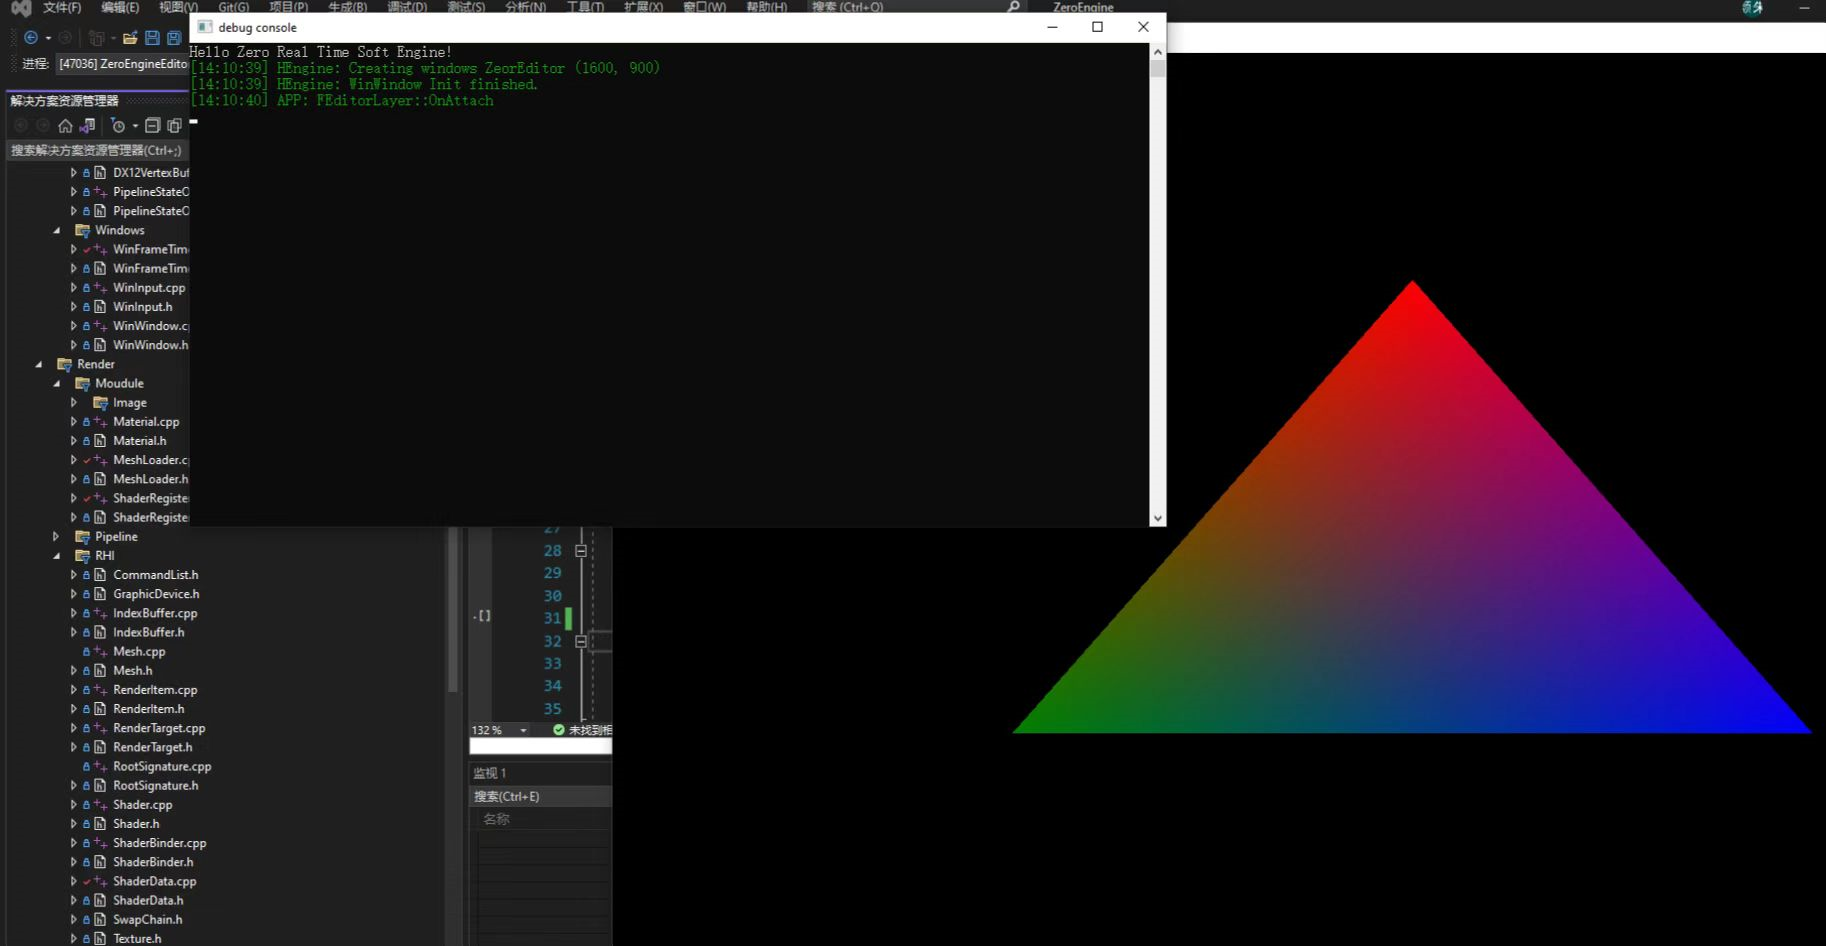 文件(F) 编辑(E) 视图(V) Git(G) 项目(P) 生成(B) 调试(D) 测试(S) 分析(N) 工具(T) 扩展(X) 窗口(W) 帮助(H) 搜索 (Ctrl+Q) ZeroEngine
debug console
进程: [47036] ZeroEngineEdito
Hello Zero Real Time Soft Engine!
[14:10:39] HEngine: Creating windows ZeorEditor (1600, 900)
[14:10:39] HEngine: WinWindow Init finished.
[14:10:40] APP: FEditorLayer::OnAttach
解决方案资源管理器
搜索解决方案资源管理器(Ctrl+;)
DX12VertexBuf
PipelineStateO
PipelineStateO
Windows
WinFrameTim
WinFrameTim
WinInput.cpp
WinInput.h
WinWindow.c
WinWindow.h
Render
Moudule
Image
Material.cpp
Material.h
MeshLoader.c
MeshLoader.h
ShaderRegiste
ShaderRegiste
Pipeline
RHI
CommandList.h
GraphicDevice.h
IndexBuffer.cpp
IndexBuffer.h
Mesh.cpp
Mesh.h
RenderItem.cpp
RenderItem.h
RenderTarget.cpp
RenderTarget.h
RootSignature.cpp
RootSignature.h
Shader.cpp
Shader.h
ShaderBinder.cpp
ShaderBinder.h
ShaderData.cpp
ShaderData.h
SwapChain.h
Texture.h
27
28
29
30
31
32
33
34
35
132 % 未找到相
监视 1
搜索(Ctrl+E)
名称